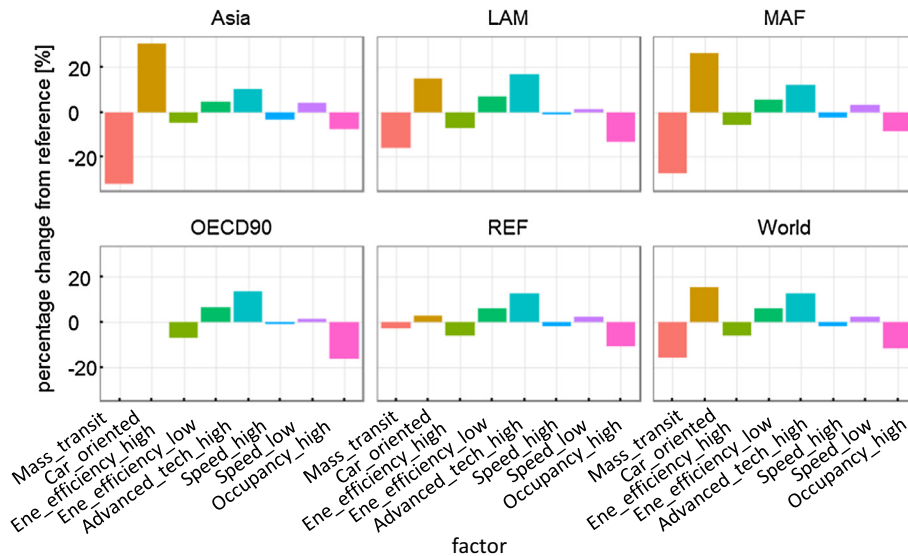 Asia LAM MAF
percentage change from reference [%]
20 0 -20
OECD90 REF World
20 0 -20
Mass_transit Car_oriented Ene_efficiency_high Ene_efficiency_low Advanced_tech_high Speed_high Speed_low Occupancy_high
Mass_transit Car_oriented Ene_efficiency_high Ene_efficiency_low Advanced_tech_high Speed_high Speed_low Occupancy_high
Mass_transit Car_oriented Ene_efficiency_high Ene_efficiency_low Advanced_tech_high Speed_high Speed_low Occupancy_high
factor